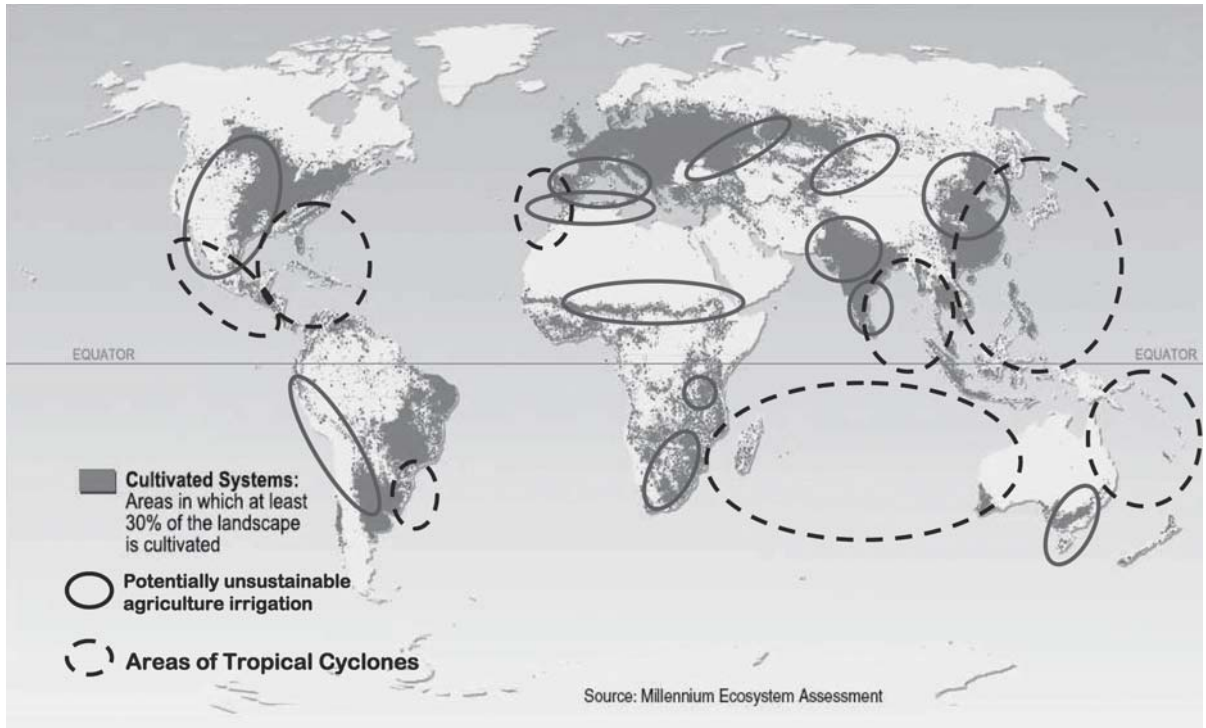 EQUATOR
EQUATOR
Cultivated Systems:
Areas in which at least
30% of the landscape
is cultivated
Potentially unsustainable
agriculture irrigation
Areas of Tropical Cyclones
Source: Millennium Ecosystem Assessment